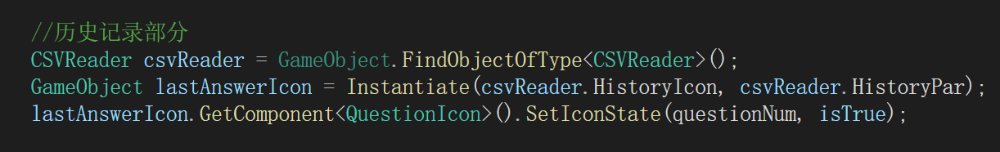 //历史记录部分
CSVReader csvReader = GameObject.FindObjectOfType<CSVReader>();
GameObject lastAnswerIcon = Instantiate(csvReader.HistoryIcon, csvReader.HistoryPar);
lastAnswerIcon.GetComponent<QuestionIcon>().SetIconState(questionNum, isTrue);